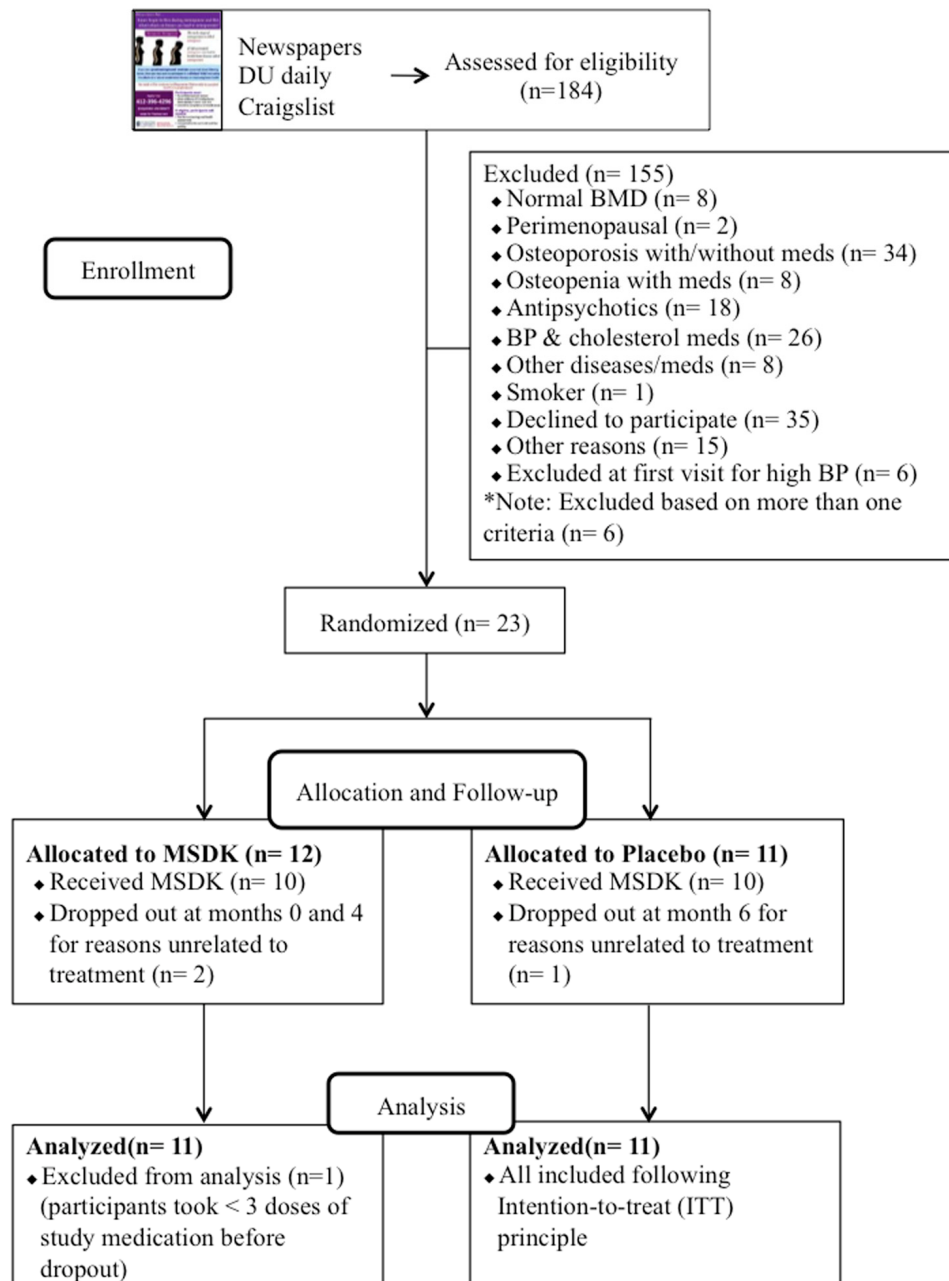 612-396-4296
Newspapers
DU daily
Craigslist
Assessed for eligibility
(n=184)
Excluded (n= 155)
◆ Normal BMD (n= 8)
◆ Perimenopausal (n= 2)
◆ Osteoporosis with/without meds (n= 34)
◆ Osteopenia with meds (n= 8)
◆ Antipsychotics (n= 18)
◆ BP & cholesterol meds (n= 26)
◆ Other diseases/meds (n= 8)
◆ Smoker (n= 1)
◆ Declined to participate (n= 35)
◆ Other reasons (n= 15)
◆ Excluded at first visit for high BP (n= 6)
*Note: Excluded based on more than one
criteria (n= 6)
Enrollment
Randomized (n= 23)
Allocation and Follow-up
Allocated to MSDK (n= 12)
◆ Received MSDK (n= 10)
◆ Dropped out at months 0 and 4
for reasons unrelated to
treatment (n= 2)
Allocated to Placebo (n= 11)
◆ Received MSDK (n= 10)
◆ Dropped out at month 6 for
reasons unrelated to treatment
(n= 1)
Analysis
Analyzed(n= 11)
◆ Excluded from analysis (n=1)
(participants took < 3 doses of
study medication before
dropout)
Analyzed(n= 11)
◆ All included following
Intention-to-treat (ITT)
principle